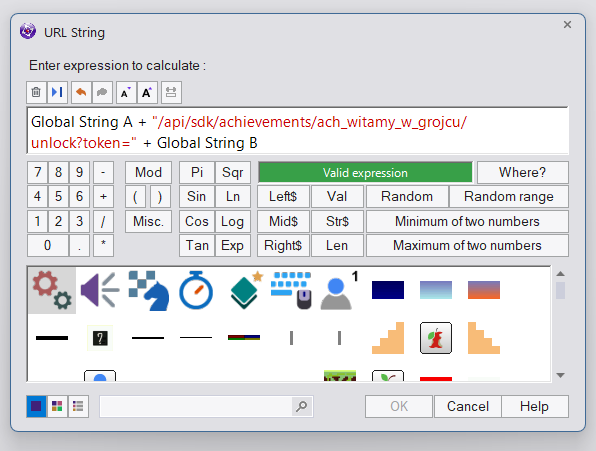 URL String
Enter expression to calculate :
A A
Global String A + "/api/sdk/achievements/ach_witamy_w_grojcu/
unlock?token=" + Global String B
7 8 9 - Mod Pi Sqr Valid expression Where?
4 5 6 + ( ) Sin Ln Left$ Val Random Random range
1 2 3 / Misc. Cos Log Mid$ Str$ Minimum of two numbers
0 . * Tan Exp Right$ Len Maximum of two numbers
1
?
OK Cancel Help